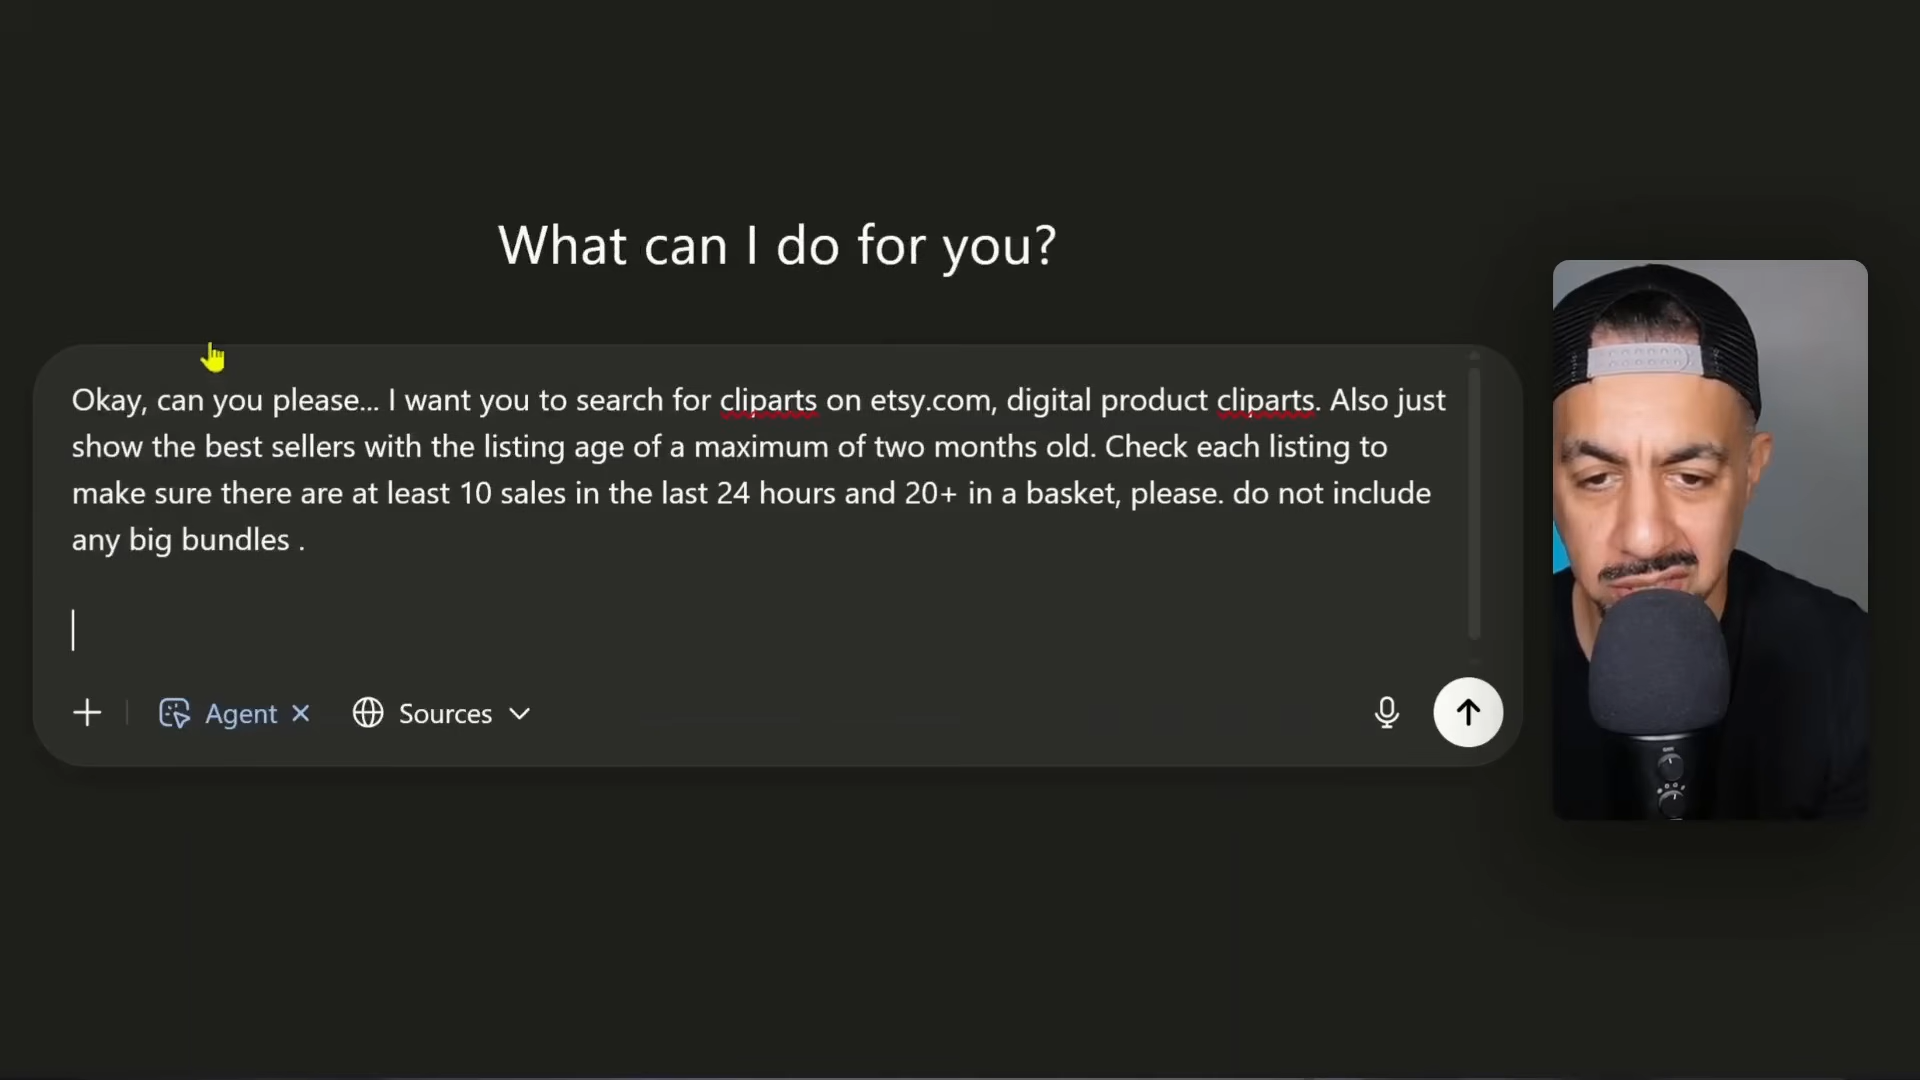 What can I do for you?
Okay, can you please... I want you to search for cliparts on etsy.com, digital product cliparts. Also just
show the best sellers with the listing age of a maximum of two months old. Check each listing to
make sure there are at least 10 sales in the last 24 hours and 20+ in a basket, please. do not include
any big bundles .
Agent
Sources